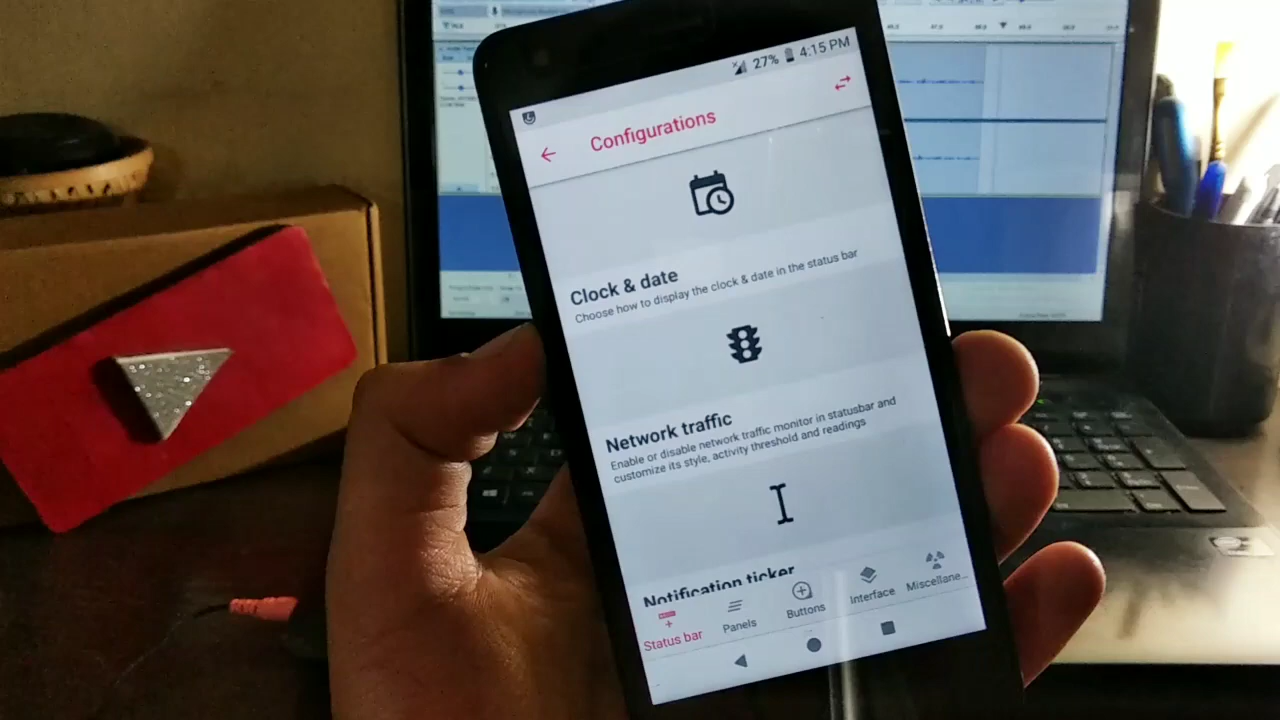 27% 4:15 PM
Configurations
Clock & date
Choose how to display the clock & date in the status bar
Network traffic
Enable or disable network traffic monitor in statusbar and
customize its style, activity threshold and readings
Notification ticker
Status bar
Panels
Buttons
Interface
Miscellane...